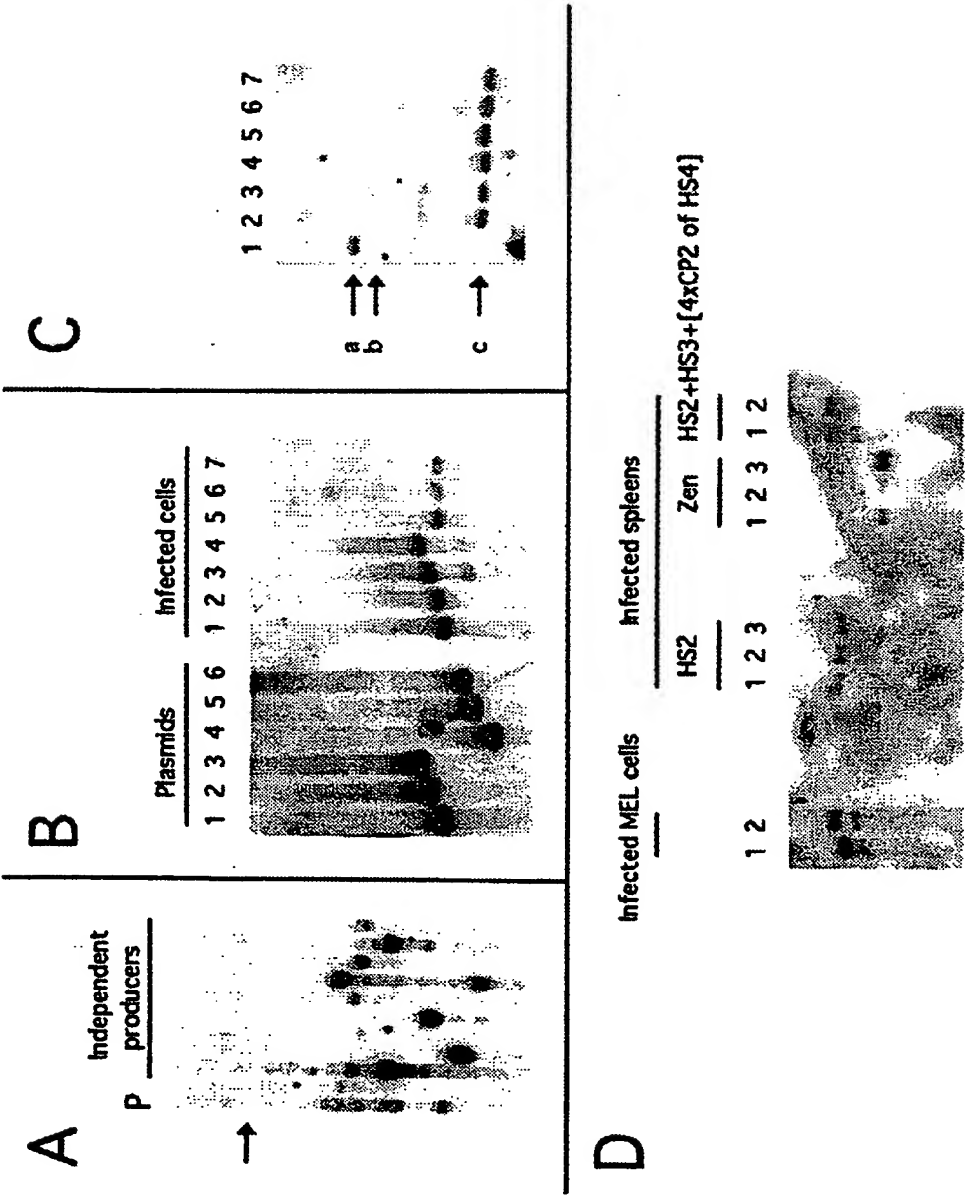 A
Independent
producers
P
B
Plasmids
Infected cells
1 2 3 4 5 6
1 2 3 4 5 6 7
C
1 2 3 4 5 6 7
a
b
c
D
Infected MEL cells
Infected spleens
HS2
Zen
HS2+HS3+[4xCP2 of HS4]
1 2
1 2 3
1 2 3
1 2